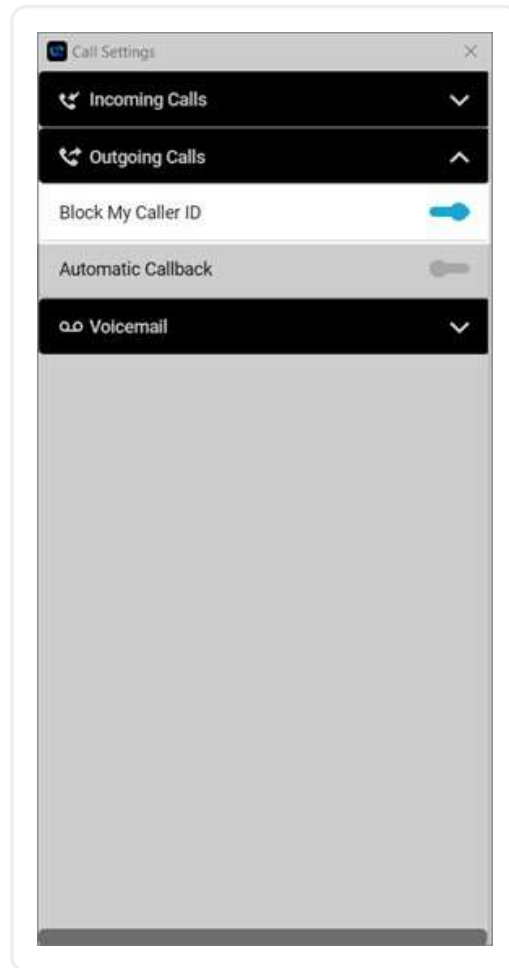 Call Settings
Incoming Calls
Outgoing Calls
Block My Caller ID
Automatic Callback
Voicemail